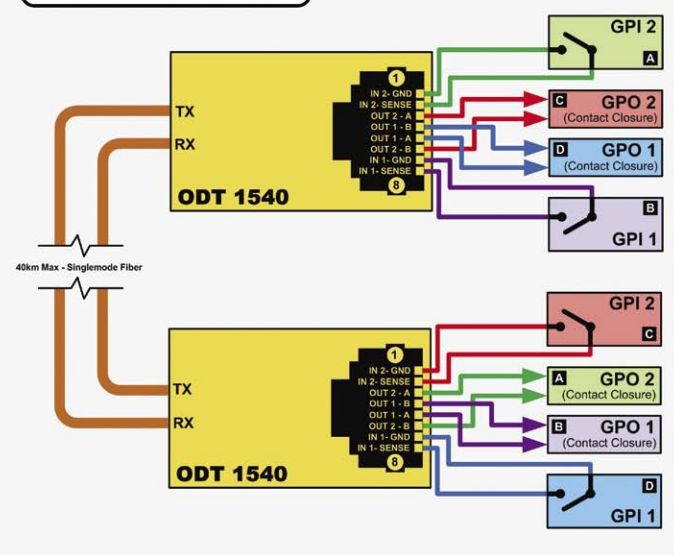 GPI 2
A
1
IN 2- GND
IN 2- SENSE
OUT 2 - A
OUT 1 - B
OUT 1 - A
OUT 2 - B
IN 1- GND
IN 1- SENSE
8
TX
RX
ODT 1540
C GPO 2
(Contact Closure)
D GPO 1
(Contact Closure)
B
GPI 1
40km Max - Singlemode Fiber
GPI 2
C
1
IN 2- GND
IN 2- SENSE
OUT 2 - A
OUT 1 - B
OUT 1 - A
OUT 2 - B
IN 1- GND
IN 1- SENSE
8
TX
RX
ODT 1540
A GPO 2
(Contact Closure)
B GPO 1
(Contact Closure)
D
GPI 1